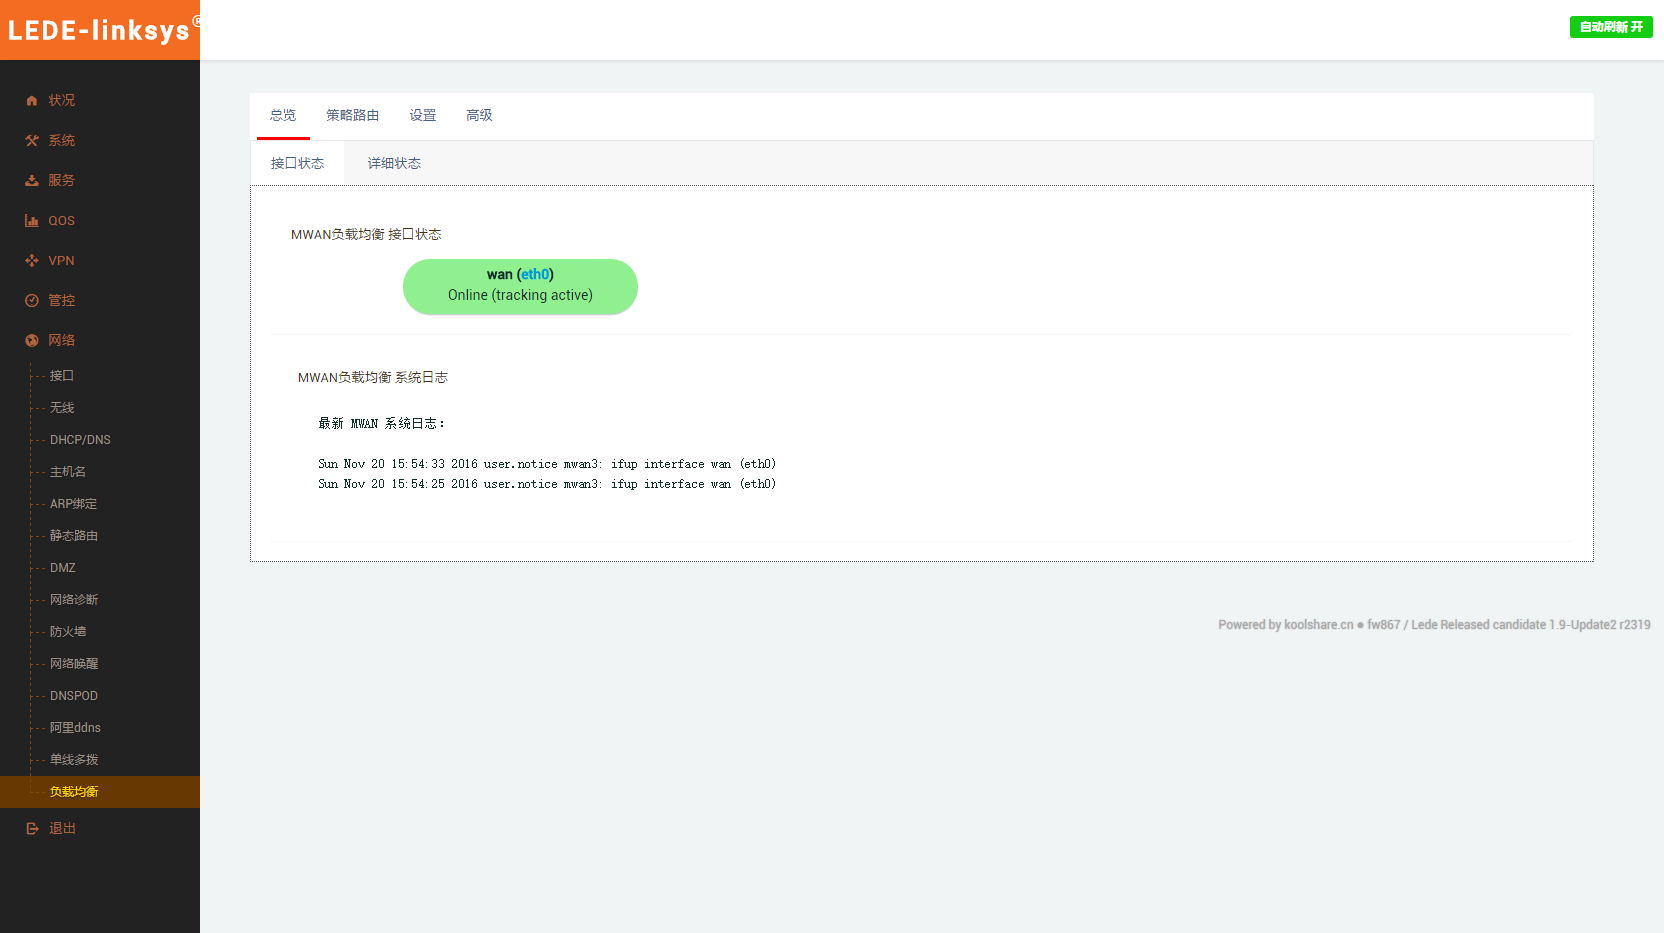 LEDE-linksys®
自动刷新 开
状况
系统
服务
QOS
VPN
管控
网络
接口
无线
DHCP/DNS
主机名
ARP绑定
静态路由
DMZ
网络诊断
防火墙
网络唤醒
DNSPOD
阿里ddns
单线多拨
负载均衡
退出
总览 策略路由 设置 高级
接口状态 详细状态
MWAN负载均衡 接口状态
wan (eth0)
Online (tracking active)
MWAN负载均衡 系统日志
最新 MWAN 系统日志:
Sun Nov 20 15:54:33 2016 user.notice mwan3: ifup interface wan (eth0)
Sun Nov 20 15:54:25 2016 user.notice mwan3: ifup interface wan (eth0)
Powered by koolshare.cn ● fw867 / Lede Released candidate 1.9-Update2 r2319